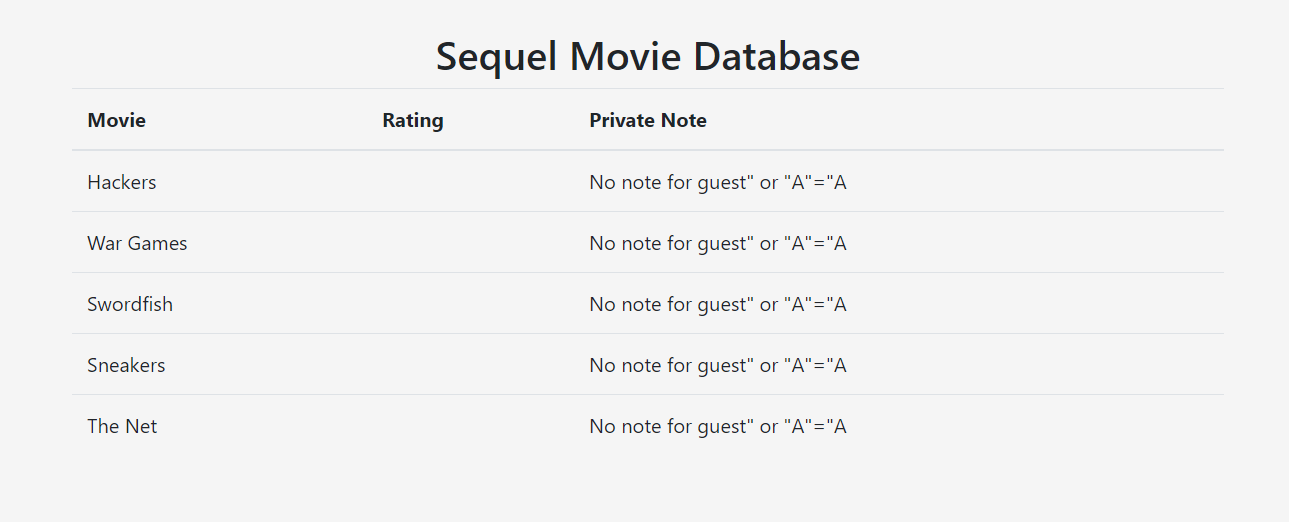 Sequel Movie Database
Movie Rating Private Note
Hackers No note for guest" or "A"="A
War Games No note for guest" or "A"="A
Swordfish No note for guest" or "A"="A
Sneakers No note for guest" or "A"="A
The Net No note for guest" or "A"="A